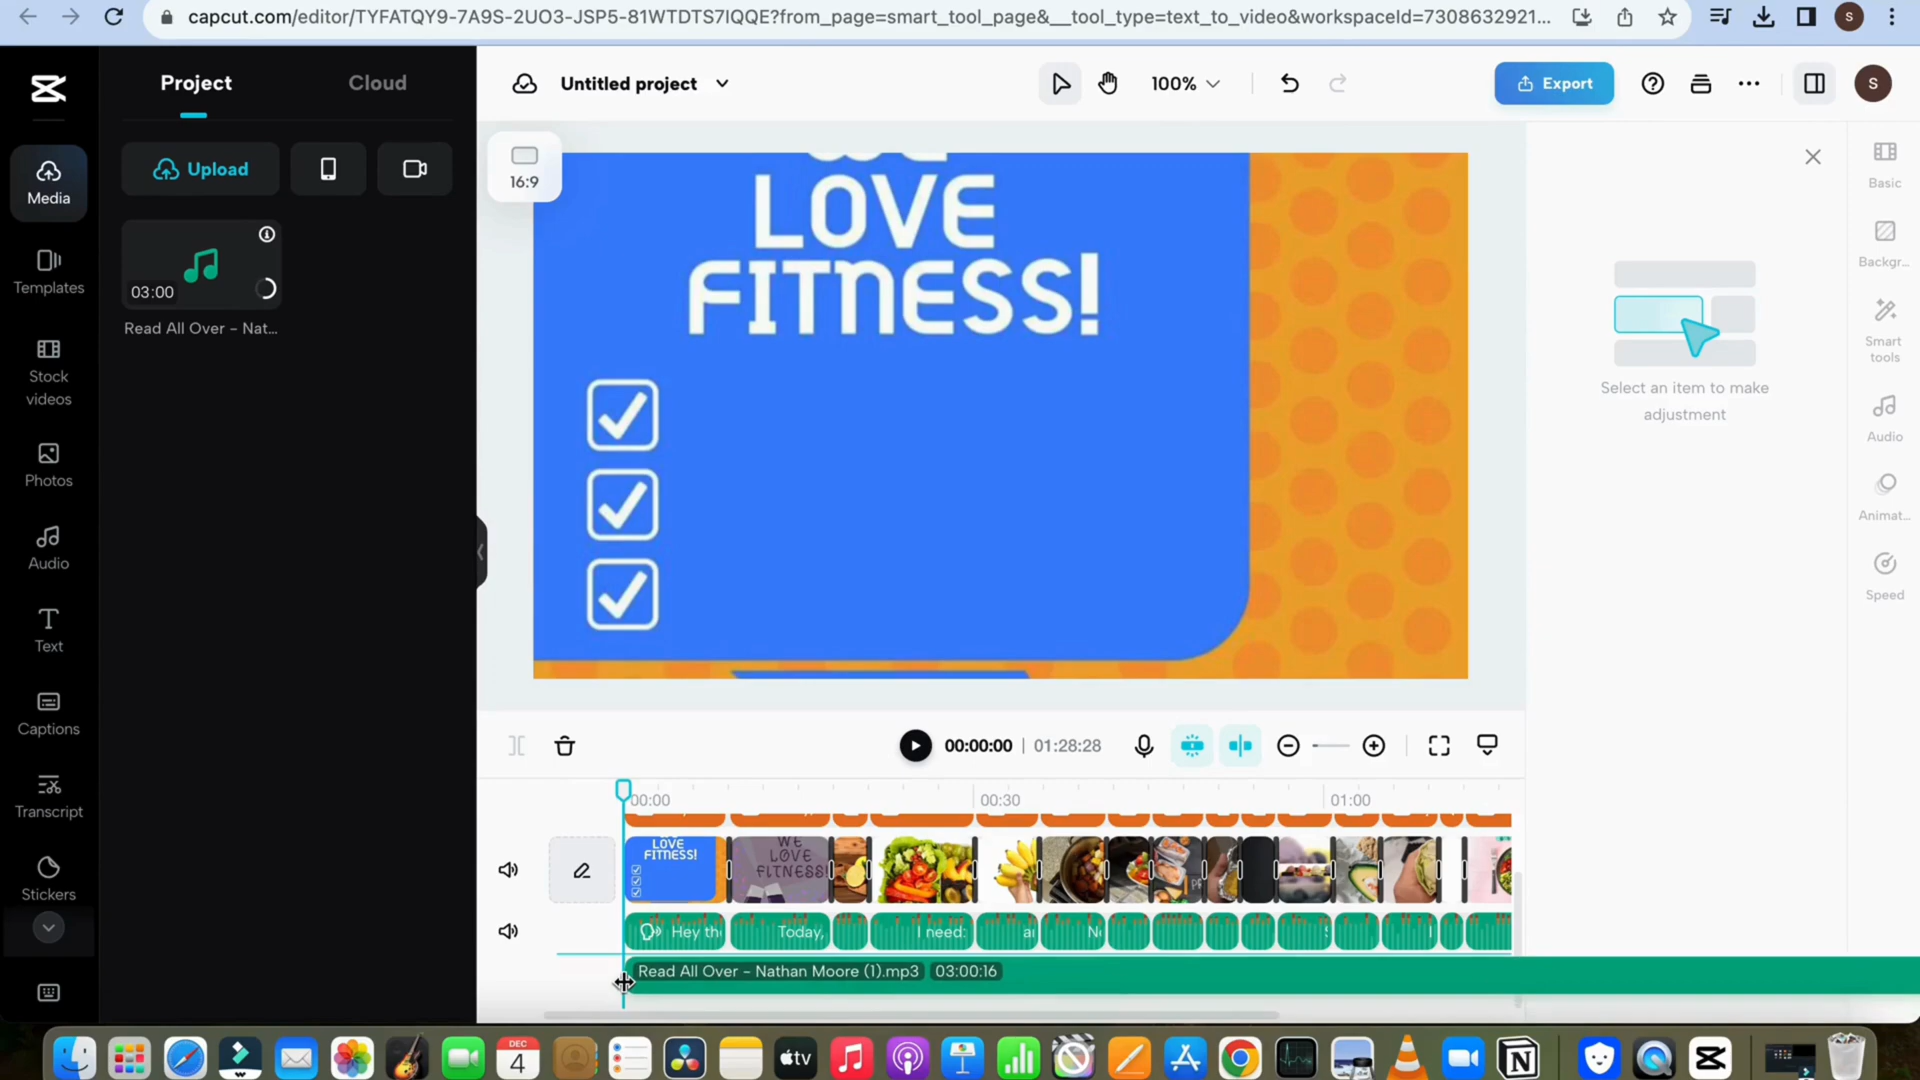 capcut.com/editor/TYFATQY9-7A9S-2UO3-JSP5-81WTDTS7IQQE?from_page=smart_tool_page&__tool_type=text_to_video&workspaceId=7308632921...
S
Project
Cloud
Untitled project
100%
Export
S
Media
Upload
16:9
WE
LOVE
FITNESS!
Basic
03:00
Read All Over - Nat...
Templates
Backgr...
Stock
videos
Smart
tools
Select an item to make
adjustment
Photos
Audio
Audio
Animat...
Text
Speed
Captions
00:00:00 | 01:28:28
Transcript
00:00
00:30
01:00
LOVE
FITNESS!
WE
LOVE
FITNESS
Stickers
Hey th
Today,
I need:
Read All Over - Nathan Moore (1).mp3
03:00:16
DEC
4
tv